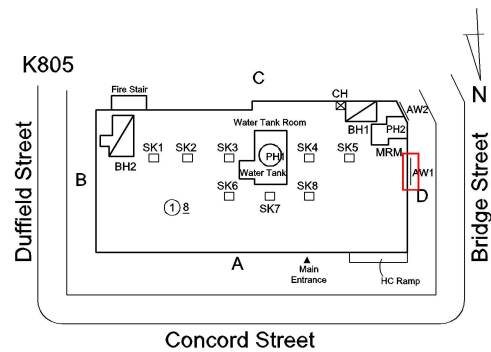 K805
N
C
Fire Stair
CH
AW2
Water Tank Room
BH1
PH2
BH2
SK1
SK2
SK3
PH1
SK4
SK5
MRM
Water Tank
AW1
B
D
SK6
SK7
SK8
1 8
A
Main
Entrance
HC Ramp
Duffield Street
Bridge Street
Concord Street